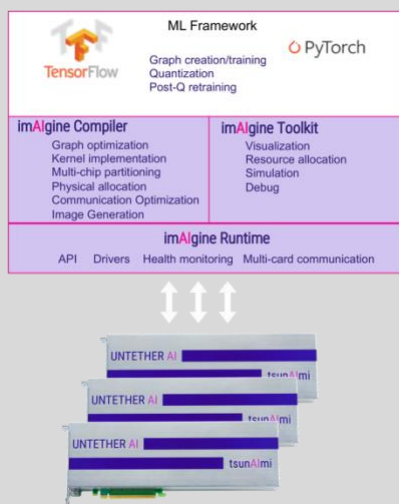 ML Framework
TensorFlow
PyTorch
Graph creation/training
Quantization
Post-Q retraining
imAIgine Compiler
Graph optimization
Kernel implementation
Multi-chip partitioning
Physical allocation
Communication Optimization
Image Generation
imAIgine Toolkit
Visualization
Resource allocation
Simulation
Debug
imAIgine Runtime
API Drivers Health monitoring Multi-card communication
UNTETHER AI
tsunAImi
UNTETHER AI
tsunAImi
UNTETHER AI
tsunAImi